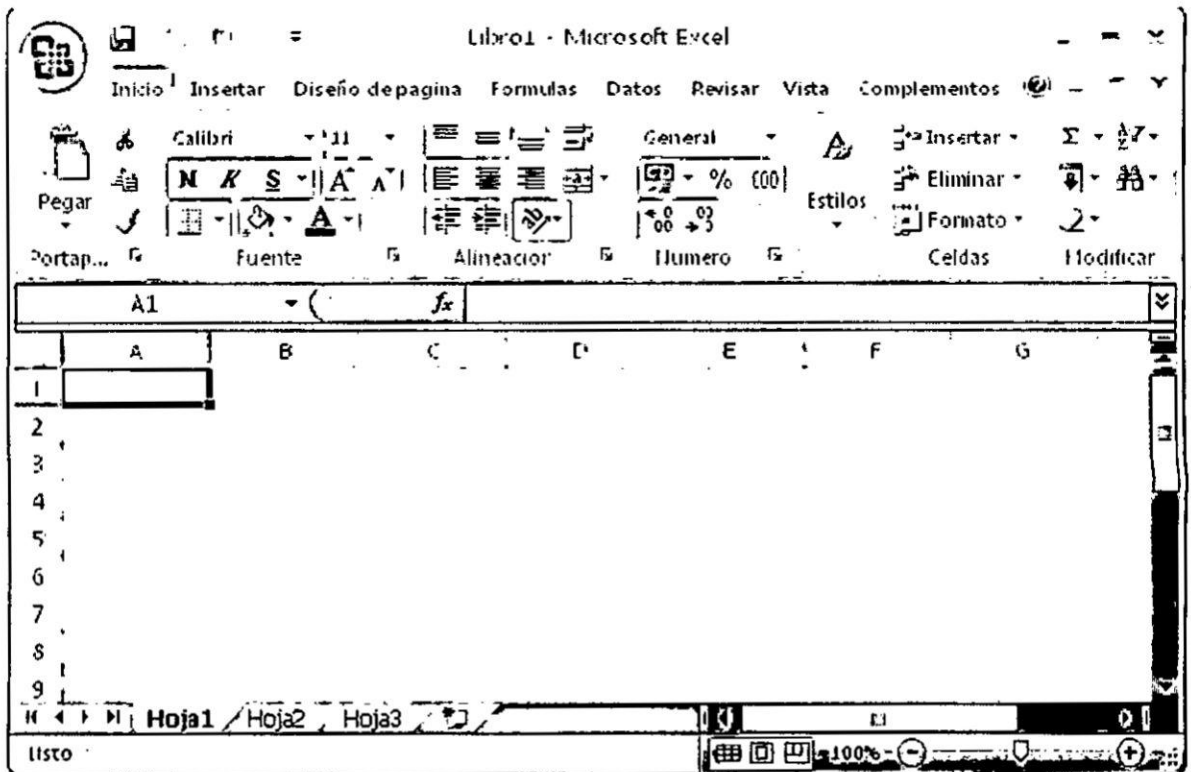 Libro1 - Microsoft Excel
Inicio Insertar Diseño de pagina Formulas Datos Revisar Vista Complementos
Calibri 11 General Insertar Σ
N K S A A % 000 Eliminar
Pegar Estilos
A Formato
Portap... Fuente Alineacion Numero Celdas Modificar
A1 fx
A B C D E F G
1
2
3
4
5
6
7
8
9
Hoja1 Hoja2 Hoja3
Listo 100%